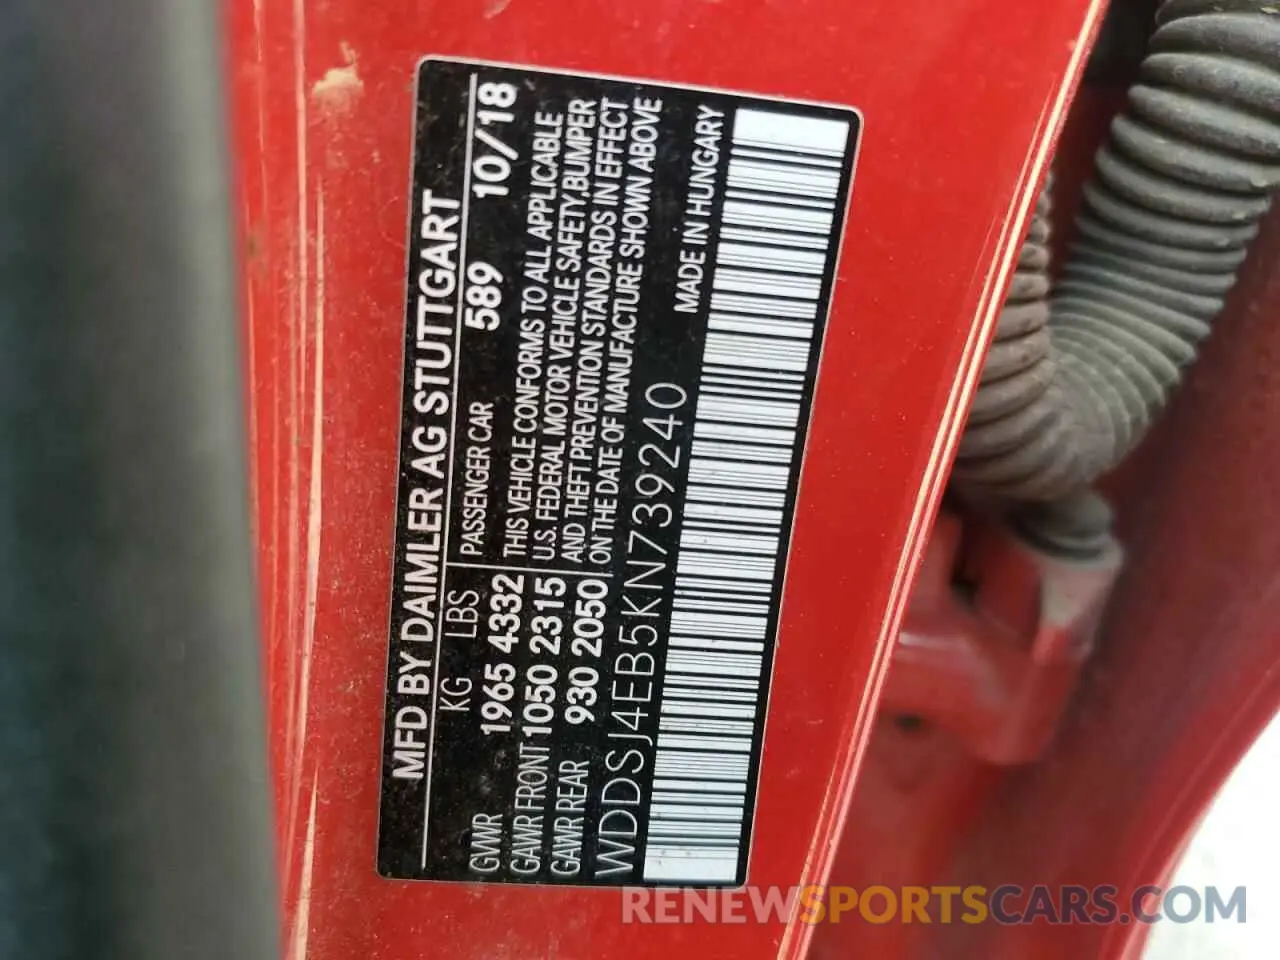 MFD BY DAIMLER AG STUTTGART
KG LBS PASSENGER CAR 589 10/18
GVWR 1965 4332 THIS VEHICLE CONFORMS TO ALL APPLICABLE
GAWR FRONT 1050 2315 U.S. FEDERAL MOTOR VEHICLE SAFETY,BUMPER
GAWR REAR 930 2050 AND THEFT PREVENTION STANDARDS IN EFFECT
ON THE DATE OF MANUFACTURE SHOWN ABOVE
WDDSJ4EB5KN739240
MADE IN HUNGARY
RENEWSPORTSCARS.COM